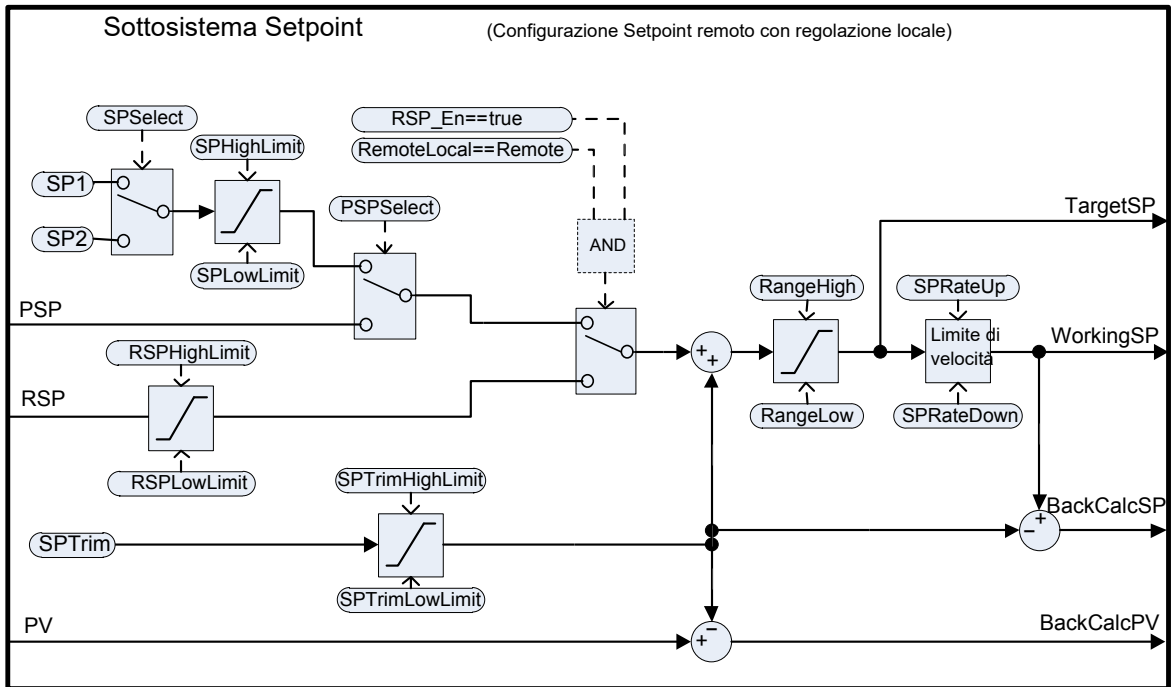 Sottosistema Setpoint
(Configurazione Setpoint remoto con regolazione locale)
SPSelect
SPHighLimit
SP1
SP2
SPLowLimit
PSPSelect
RSP_En==true
RemoteLocal==Remote
AND
PSP
RSPHighLimit
RSP
RSPLowLimit
SPTrimHighLimit
SPTrim
SPTrimLowLimit
PV
+
+
RangeHigh
RangeLow
SPRateUp
Limite di
velocità
SPRateDown
TargetSP
WorkingSP
+
−
BackCalcSP
−
+
BackCalcPV